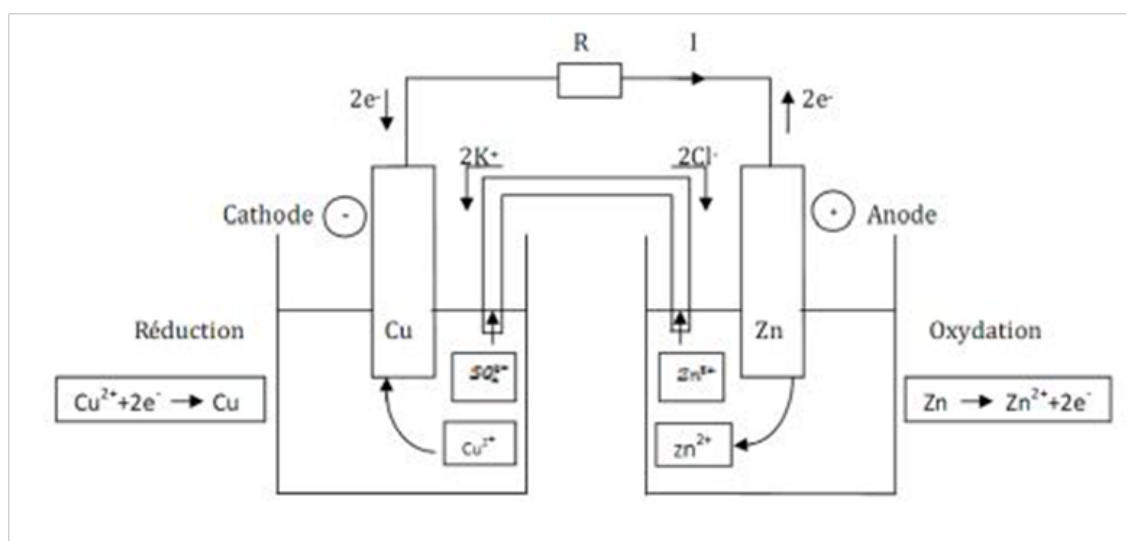 R I
2e- 2e-
2K+ 2Cl-
Cathode - + Anode
Réduction Cu Zn Oxydation
SO₄²⁻ Zn²⁺
Cu²⁺+2e⁻ → Cu Zn → Zn²⁺+2e⁻
Cu²⁺ zn²⁺